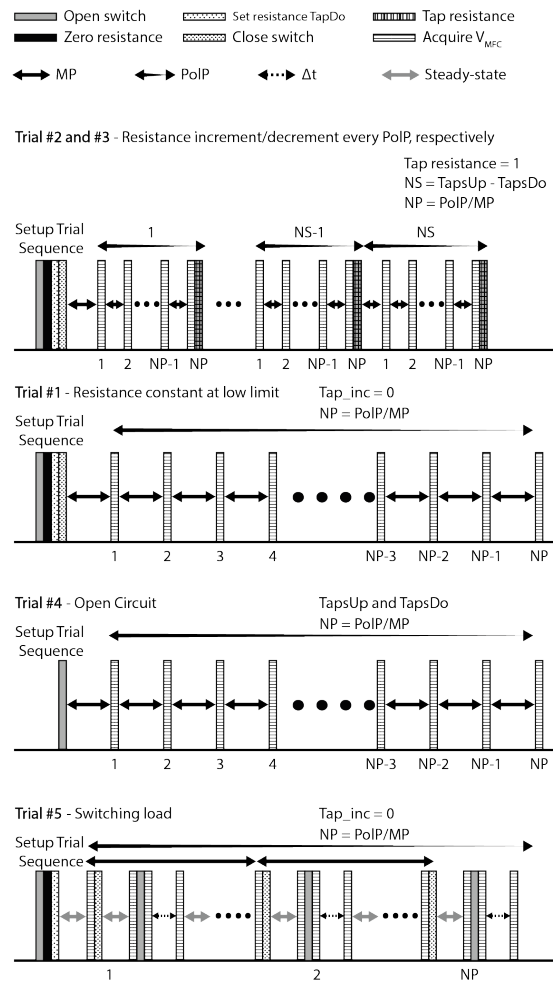 Open switch Set resistance TapDo Tap resistance
Zero resistance Close switch Acquire VMFC
MP PolP Δt Steady-state
Trial #2 and #3 - Resistance increment/decrement every PolP, respectively
Tap resistance = 1
NS = TapsUp - TapsDo
NP = PolP/MP
Setup Trial
Sequence
1 NS-1 NS
1 2 NP-1 NP 1 2 NP-1 NP 1 2 NP-1 NP
Trial #1 - Resistance constant at low limit Tap_inc = 0
NP = PolP/MP
Setup Trial
Sequence
1 2 3 4 NP-3 NP-2 NP-1 NP
Trial #4 - Open Circuit TapsUp and TapsDo
NP = PolP/MP
Setup Trial
Sequence
1 2 3 4 NP-3 NP-2 NP-1 NP
Trial #5 - Switching load Tap_inc = 0
NP = PolP/MP
Setup Trial
Sequence
1 2 NP